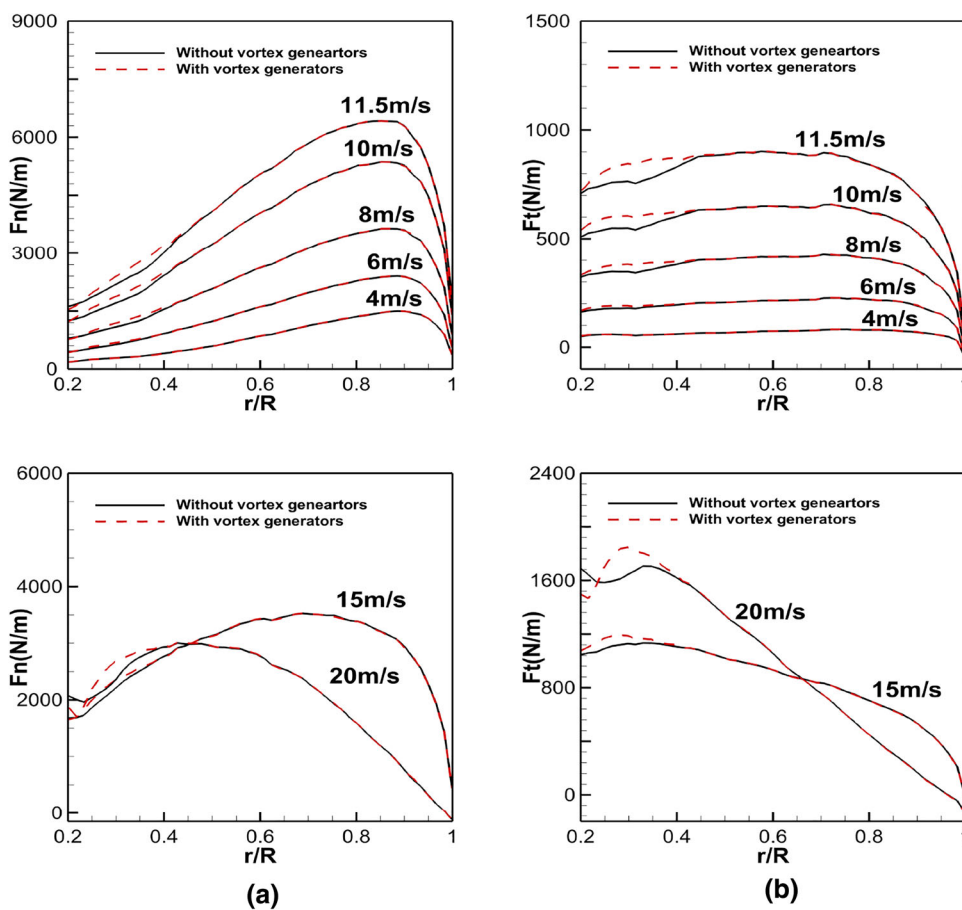 9000
Without vortex geneartors
With vortex generators
11.5m/s
10m/s
8m/s
6m/s
4m/s
6000
3000
0
Fn(N/m)
0.2
0.4
0.6
0.8
1
r/R
1500
Without vortex geneartors
With vortex generators
11.5m/s
10m/s
8m/s
6m/s
4m/s
1000
500
0
Ft(N/m)
0.2
0.4
0.6
0.8
r/R
6000
Without vortex geneartors
With vortex generators
15m/s
20m/s
4000
2000
0
Fn(N/m)
0.2
0.4
0.6
0.8
1
r/R
2400
Without vortex geneartors
With vortex generators
20m/s
15m/s
1600
800
0
Ft(N/m)
0.2
0.4
0.6
0.8
r/R
(a)
(b)